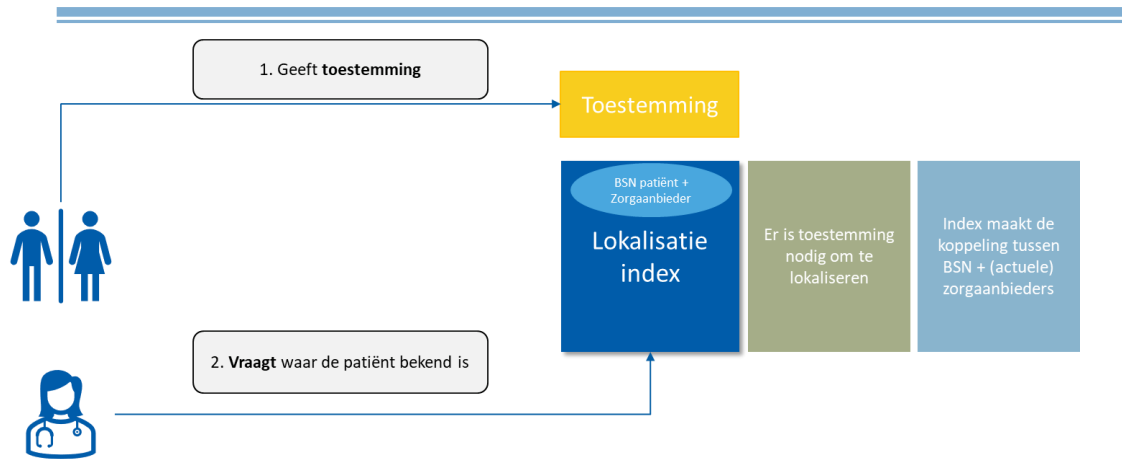 1. Geeft toestemming
Toestemming
BSN patiënt +
Zorgaanbieder
Lokalisatie
index
Er is toestemming
nodig om te
lokaliseren
Index maakt de
koppeling tussen
BSN + (actuele)
zorgaanbieders
2. Vraagt waar de patiënt bekend is